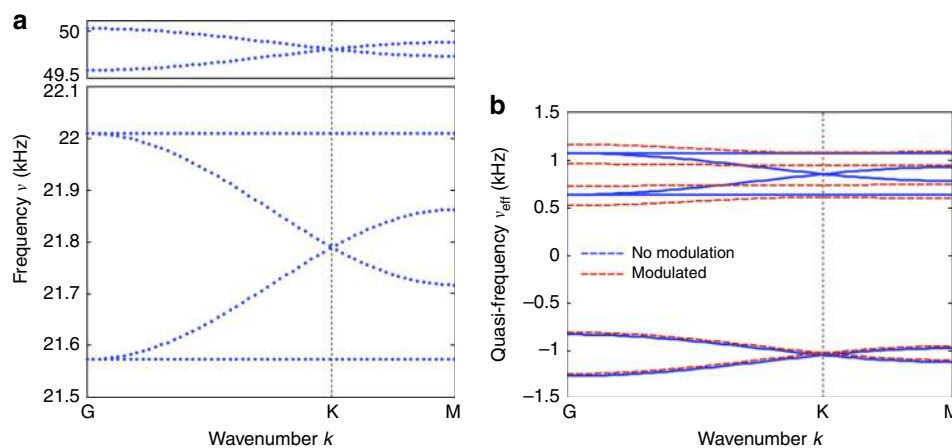 a
50
49.5
22.1
22
21.9
21.8
21.7
21.6
21.5
Frequency ν (kHz)
G
K
M
Wavenumber k
b
1.5
1
0.5
0
−0.5
−1
−1.5
Quasi-frequency νeff (kHz)
No modulation
Modulated
G
K
M
Wavenumber k